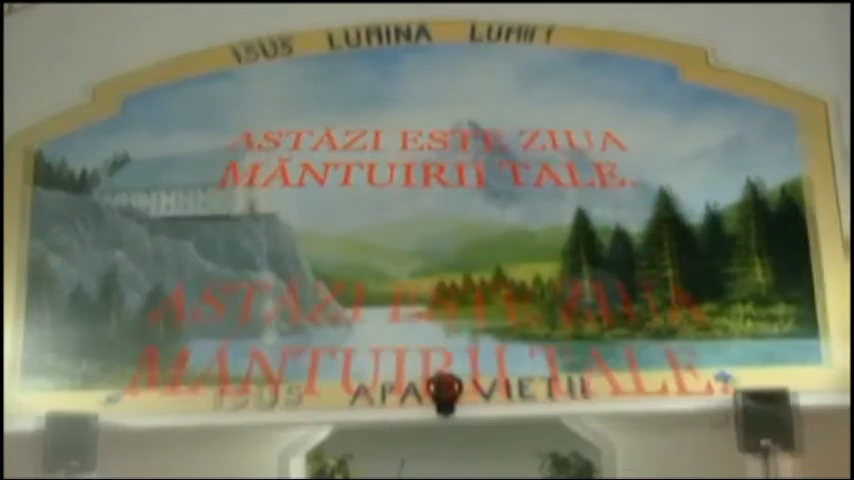 ISUS LUMINA LUMII
ASTĂZI ESTE ZIUA
MÂNTUIRII TALE.
ASTĂZI ESTE ZIUA
MÂNTUIRII TALE.
ISUS APA VIEȚII